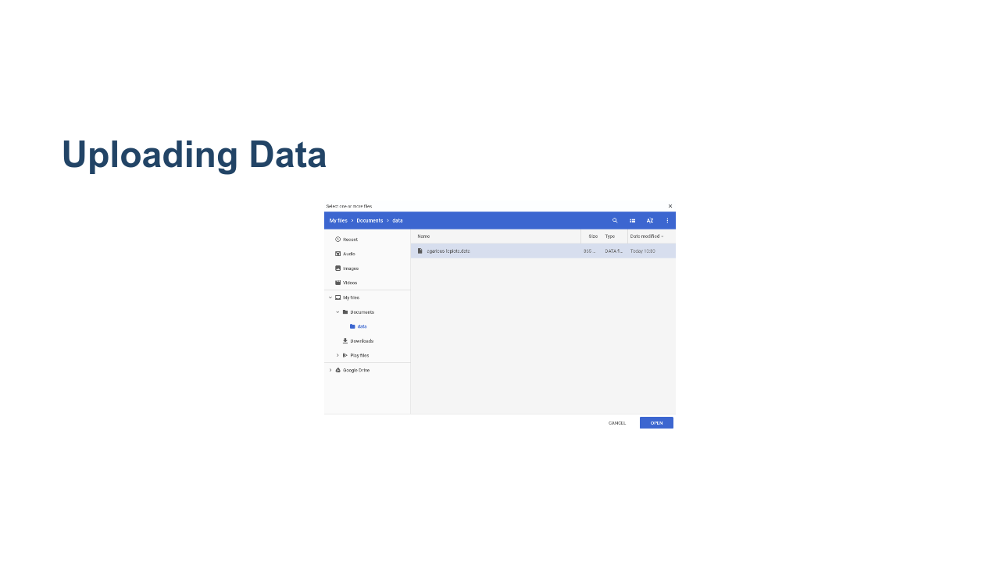 Uploading Data
Select one or more files
My files > Documents > data
AZ
Name Size Type Date modified
Recent
agaricus-lepiota.data 365 ... DATA fi... Today 10:30
Audio
Images
Videos
My files
Documents
data
Downloads
Play files
Google Drive
CANCEL OPEN